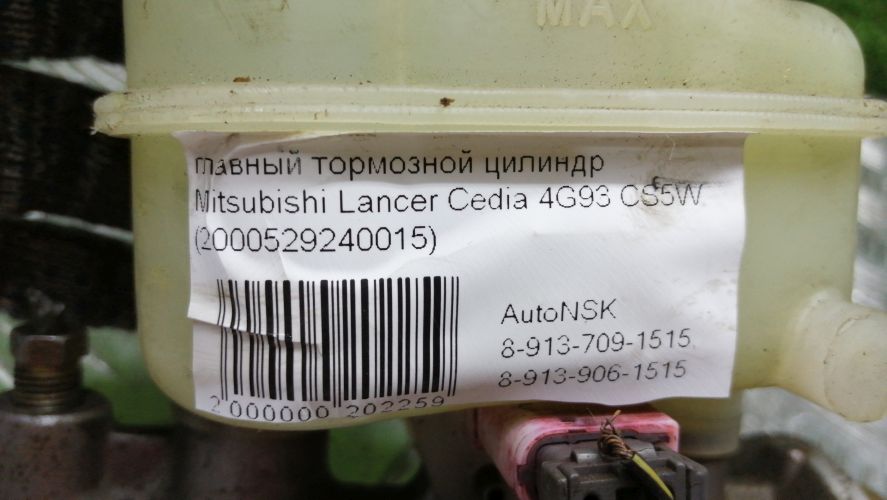 MAX
главный тормозной цилиндр
Mitsubishi Lancer Cedia 4G93 CS5W
(2000529240015)
AutoNSK
8-913-709-1515
8-913-906-1515
2 000000 202259